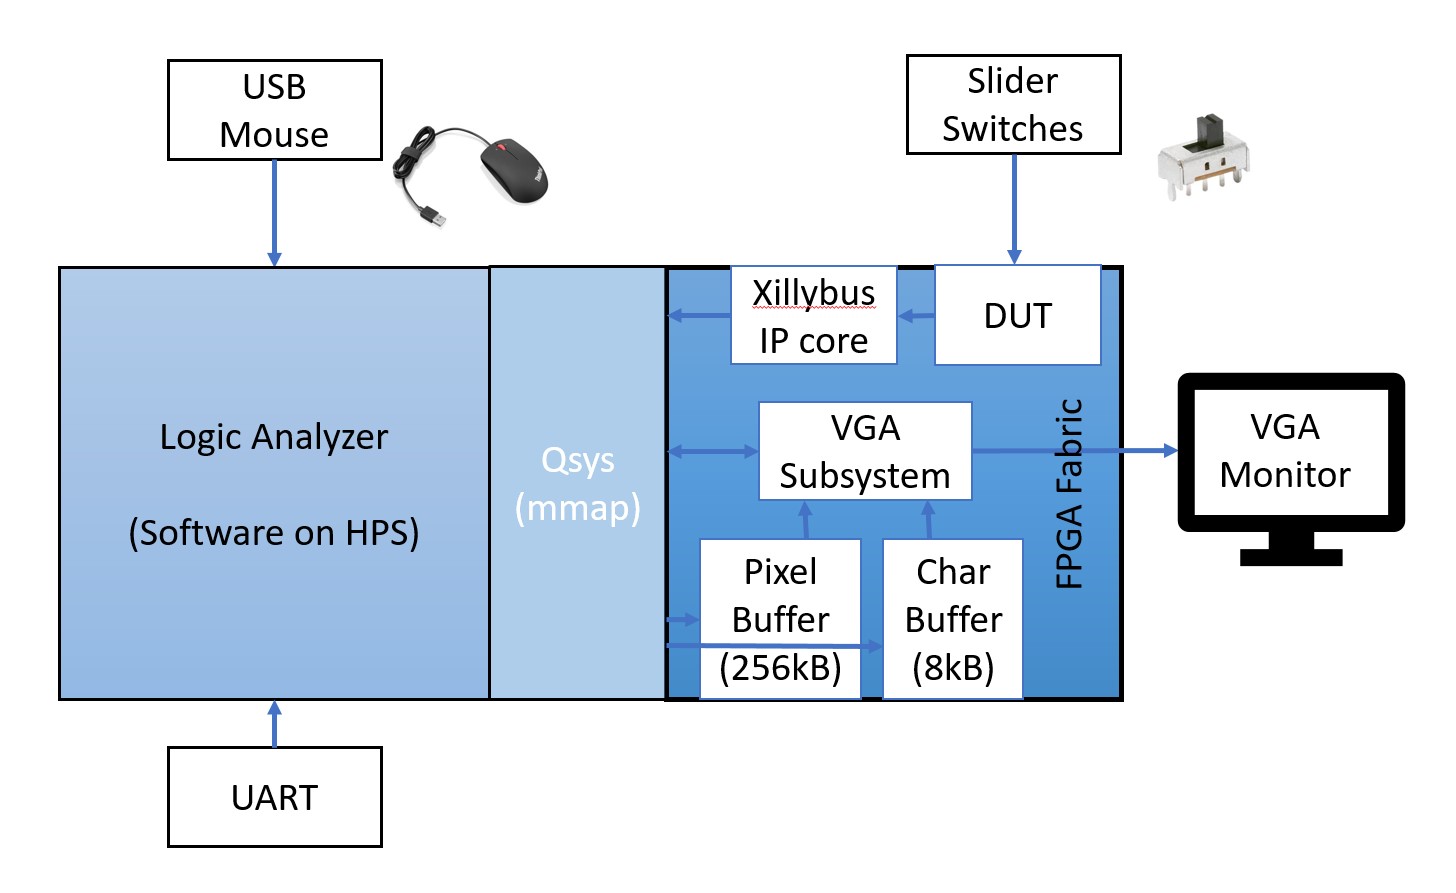 USB
Mouse
Slider
Switches
Xillybus
IP core
DUT
Logic Analyzer
(Software on HPS)
Qsys
(mmap)
VGA
Subsystem
FPGA Fabric
VGA
Monitor
Pixel
Buffer
(256kB)
Char
Buffer
(8kB)
UART